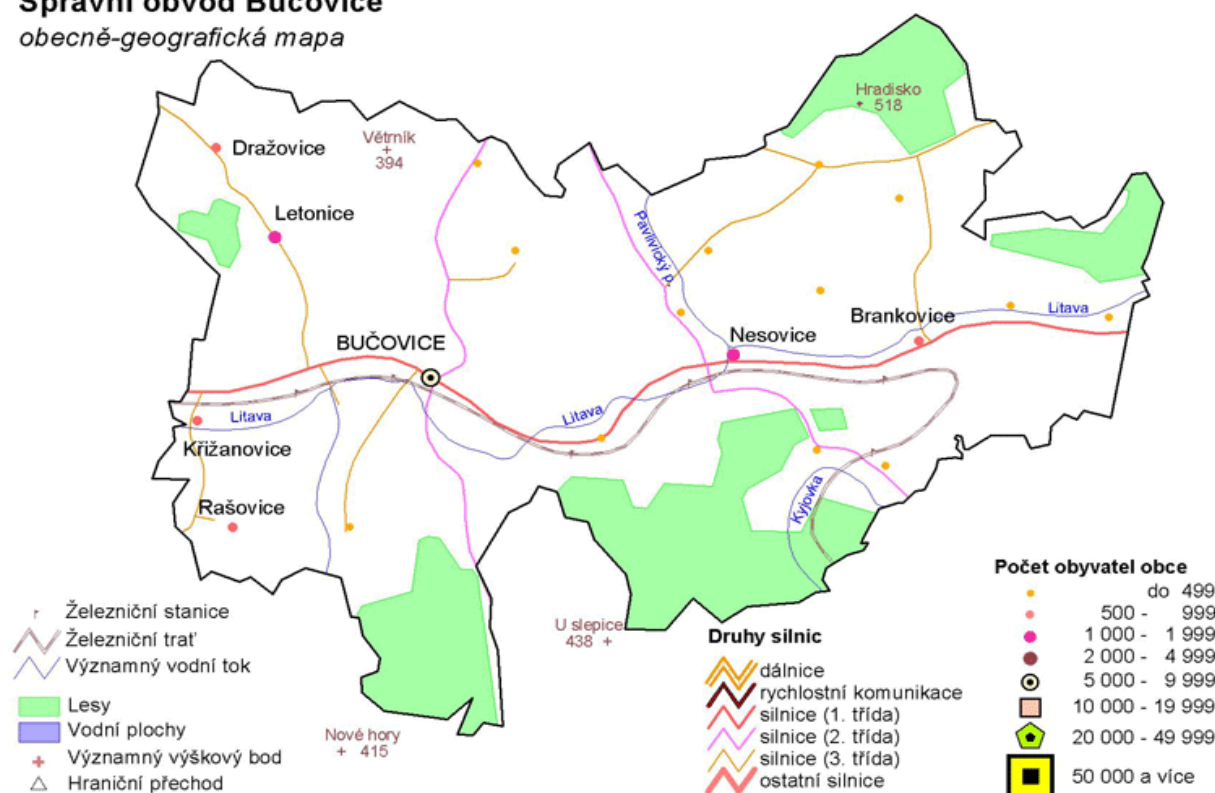 Správní obvod Bučovice
obecně-geografická mapa
Hradisko
518
Větrník
394
Dražovice
Letonice
Pavlivický p.
BUČOVICE
Nesovice
Brankovice
Litava
Litava
Litava
Křižanovice
Rašovice
Kyjovka
U slepice
438
Nové hory
415
Železniční stanice
Železniční trať
Významný vodní tok
Lesy
Vodní plochy
Významný výškový bod
Hraniční přechod
Druhy silnic
dálnice
rychlostní komunikace
silnice (1. třída)
silnice (2. třída)
silnice (3. třída)
ostatní silnice
Počet obyvatel obce
do 499
500 - 999
1 000 - 1 999
2 000 - 4 999
5 000 - 9 999
10 000 - 19 999
20 000 - 49 999
50 000 a více